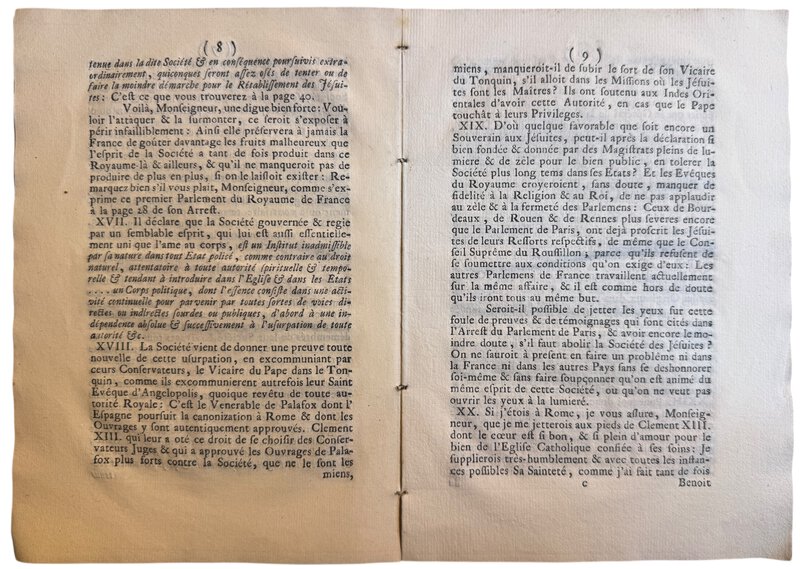 ( 8 )
tenue dans la dite Société & en conséquence poursuivis extra-
ordinairement, quiconques seront assez osés de tenter ou de
faire la moindre démarche pour le Rétablissement des Jésui-
tes : C'est ce que vous trouverez à la page 40.
Voilà, Monseigneur, une digue bien forte : Vou-
loir l'attaquer & la surmonter, ce seroit s'exposer à
périr infailliblement : Ainsi elle préservera à jamais la
France de goûter davantage les fruits malheureux que
l'esprit de la Société a tant de fois produit dans ce
Royaume-là & ailleurs, & qu'il ne manqueroit pas de
produire de plus en plus, si on le laissoit exister : Re-
marquez bien s'il vous plait, Monseigneur, comme s'ex-
prime ce premier Parlement du Royaume de France
à la page 28 de son Arrest.
XVII. Il déclare que la Société gouvernée & regie
par un semblable esprit, qui lui est aussi essentielle-
ment uni que l'ame au corps, est un Institut inadmissible
par sa nature dans tout Etat policé, comme contraire au droit
naturel, attentatoire à toute autorité spirituelle & tempo-
relle & tendant à introduire dans l'Eglise & dans les Etats
.... un Corps politique, dont l'essence consiste dans une acti-
vité continuelle pour parvenir par toutes sortes de voies dire-
ctes ou indirectes sourdes ou publiques, d'abord à une in-
dépendence absolue & successivement à l'usurpation de toute
autorité &c.
XVIII. La Société vient de donner une preuve toute
nouvelle de cette usurpation, en excommuniant par
ceux Conservateurs, le Vicaire du Pape dans le Ton-
quin, comme ils excommunierent autrefois leur Saint
Evéque d'Angelopolis, quoique revêtu de toute au-
torité Royale : C'est le Venerable de Palafox dont l'
Espagne poursuit la canonization à Rome & dont les
Ouvrages y sont autentiquement approuvés. Clement
XIII. qui leur a oté ce droit de se choisir des Conser-
vateurs Juges & qui a approuvé les Ouvrages de Pala-
fox plus forts contre la Société, que ne le sont les
miens,
( 9 )
miens, manqueroit-il de subir le sort de son Vicaire
du Tonquin, s'il alloit dans les Missions où les Jésui-
tes sont les Maîtres? Ils ont soutenu aux Indes Ori-
entales d'avoir cette Autorité, en cas que le Pape
touchât à leurs Privileges.
XIX. D'où quelque favorable que soit encore un
Souverain aux Jésuites, peut-il après la déclaration si
bien fondée & donnée par des Magistrats pleins de lu-
miere & de zèle pour le bien public, en tolerer la
Société plus long tems dans ses Etats? Et les Evéques
du Royaume croyeroient, sans doute, manquer de
fidelité à la Religion & au Roi, de ne pas applaudir
au zèle & à la fermeté des Parlemens : Ceux de Bour-
deaux, de Rouen & de Rennes plus severes encore
que le Parlement de Paris, ont deja proscrit les Jésui-
tes de leurs Ressorts respectifs, de même que le Con-
seil Suprême du Roussillon ; parce qu'ils refusent de
se soumettre aux conditions qu'on exige d'eux : Les
autres Parlemens de France travaillent actuellement
sur la même affaire, & il est comme hors de doute
qu'ils iront tous au même but.
Seroit-il possible de jetter les yeux sur cette
foule de preuves & de témoignages qui sont cités dans
l'Arrest du Parlement de Paris, & avoir encore le moin-
dre doute, s'il faut abolir la Société des Jésuites?
On ne sauroit à present en faire un probléme ni dans
la France ni dans les autres Pays sans se deshonnorer
soi-même & sans faire soupçonner qu'on est animé du
même esprit de cette Société, ou qu'on ne veut pas
ouvrir les yeux à la lumiere.
XX. Si j'étois à Rome, je vous assure, Monseig-
neur, que je me jetterois aux pieds de Clement XIII.
dont le cœur est si bon, & si plein d'amour pour le
bien de l'Eglise Catholique confiée à ses soins : Je
supplierois très-humblement & avec toutes les instan-
ces possibles Sa Sainteté, comme j'ai fait tant de fois
c Benoit